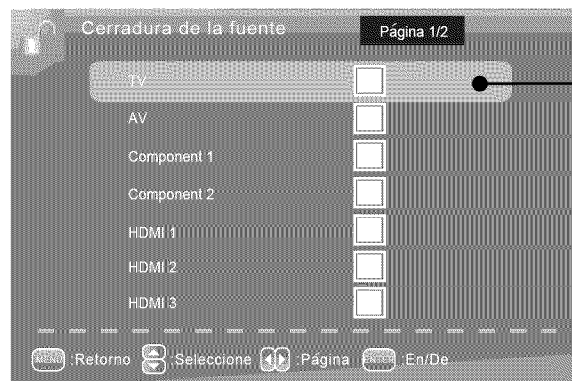 Cerradura de la fuente Página 1/2
TV
AV
Component 1
Component 2
HDMI 1
HDMI 2
HDMI 3
MENU :Retorno :Seleccione :Página ENTER :En/De